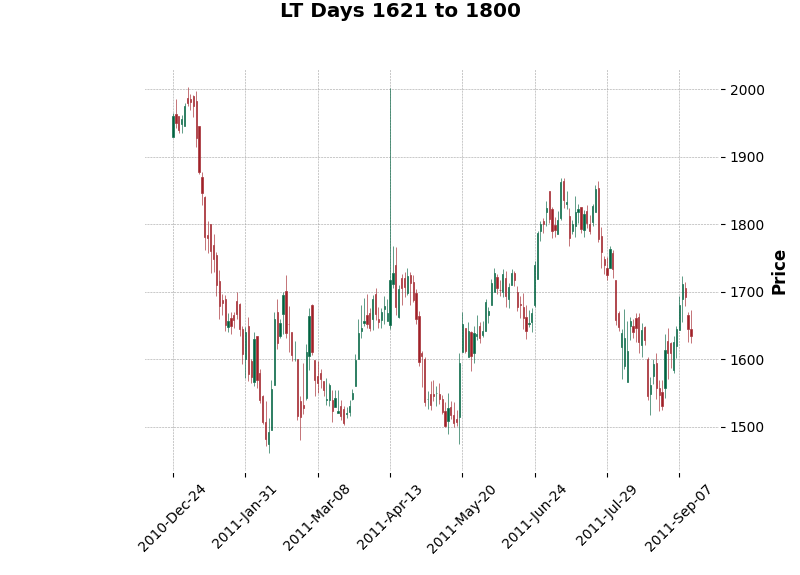 LT Days 1621 to 1800
2000
1900
1800
1700
1600
1500
Price
2010-Dec-24
2011-Jan-31
2011-Mar-08
2011-Apr-13
2011-May-20
2011-Jun-24
2011-Jul-29
2011-Sep-07